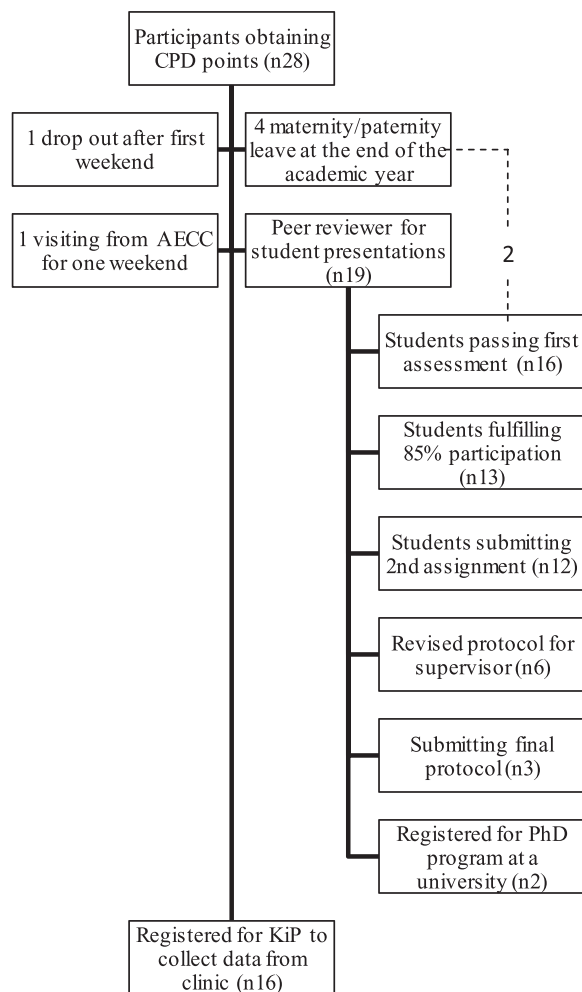 Participants obtaining
CPD points (n28)
1 drop out after first
weekend
4 maternity/paternity
leave at the end of the
academic year
1 visiting from AECC
for one weekend
Peer reviewer for
student presentations
(n19)
2
Students passing first
assessment (n16)
Students fulfilling
85% participation
(n13)
Students submitting
2nd assignment (n12)
Revised protocol for
supervisor (n6)
Submitting final
protocol (n3)
Registered for PhD
program at a
university (n2)
Registered for KiP to
collect data from
clinic (n16)